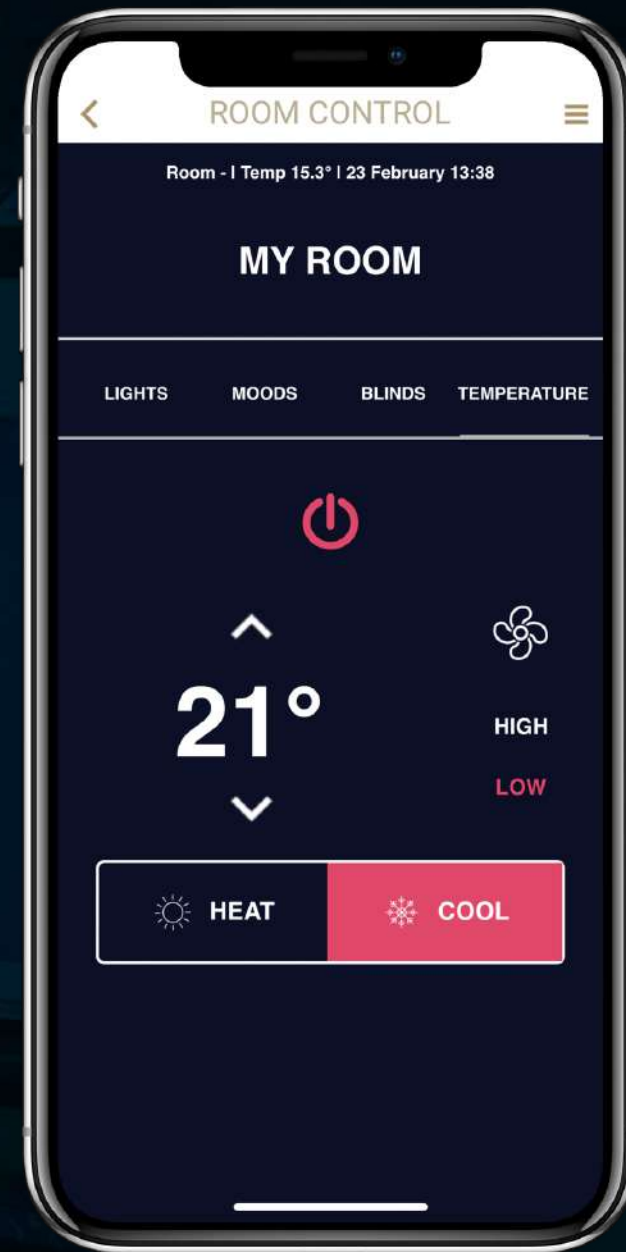 ROOM CONTROL
Room - I Temp 15.3° I 23 February 13:38
MY ROOM
LIGHTS MOODS BLINDS TEMPERATURE
21°
HIGH
LOW
HEAT COOL